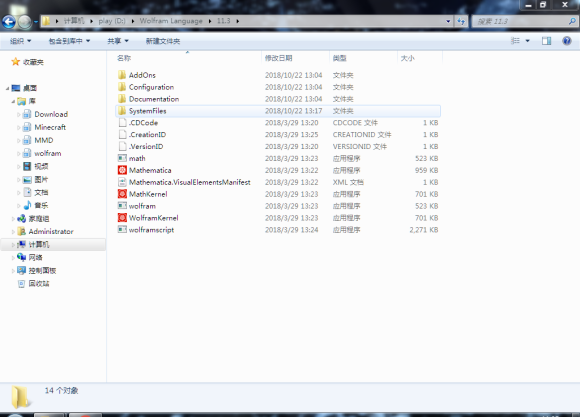 计算机 ▸ play (D:) ▸ Wolfram Language ▸ 11.3 ▸
搜索 11.3
组织 包含到库中 共享 新建文件夹
收藏夹
桌面
库
Download
Minecraft
MMD
wolfram
视频
图片
文档
音乐
家庭组
Administrator
计算机
网络
控制面板
回收站
名称 修改日期 类型 大小
AddOns 2018/10/22 13:04 文件夹
Configuration 2018/10/22 13:04 文件夹
Documentation 2018/10/22 13:04 文件夹
SystemFiles 2018/10/22 13:17 文件夹
.CDCode 2018/3/29 13:20 CDCODE 文件 1 KB
.CreationID 2018/3/29 13:25 CREATIONID 文件 1 KB
.VersionID 2018/3/29 13:20 VERSIONID 文件 1 KB
math 2018/3/29 13:23 应用程序 523 KB
Mathematica 2018/3/29 13:22 应用程序 959 KB
Mathematica.VisualElementsManifest 2018/3/29 13:22 XML 文档 1 KB
MathKernel 2018/3/29 13:23 应用程序 701 KB
wolfram 2018/3/29 13:23 应用程序 523 KB
WolframKernel 2018/3/29 13:23 应用程序 701 KB
wolframscript 2018/3/29 13:24 应用程序 2,271 KB
14 个对象